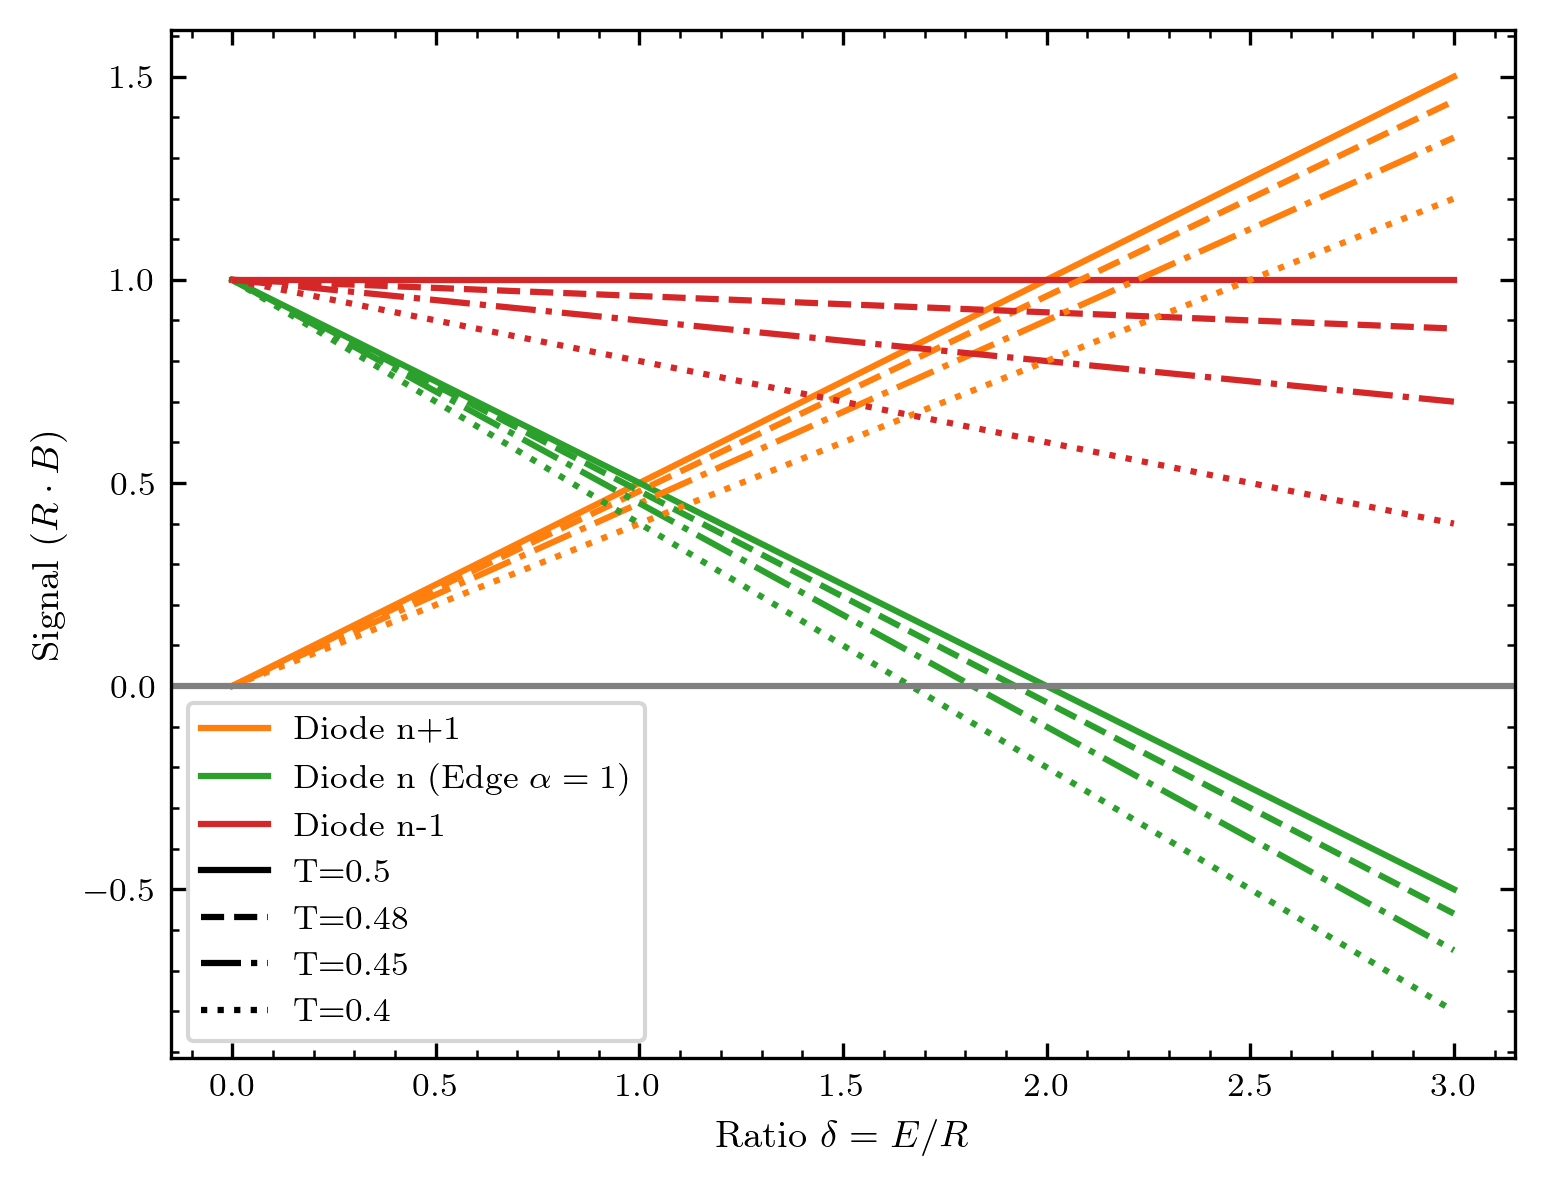 1.5
1.0
0.5
0.0
−0.5
Signal (R · B)
Diode n+1
Diode n (Edge α = 1)
Diode n-1
T=0.5
T=0.48
T=0.45
T=0.4
0.0 0.5 1.0 1.5 2.0 2.5 3.0
Ratio δ = E/R